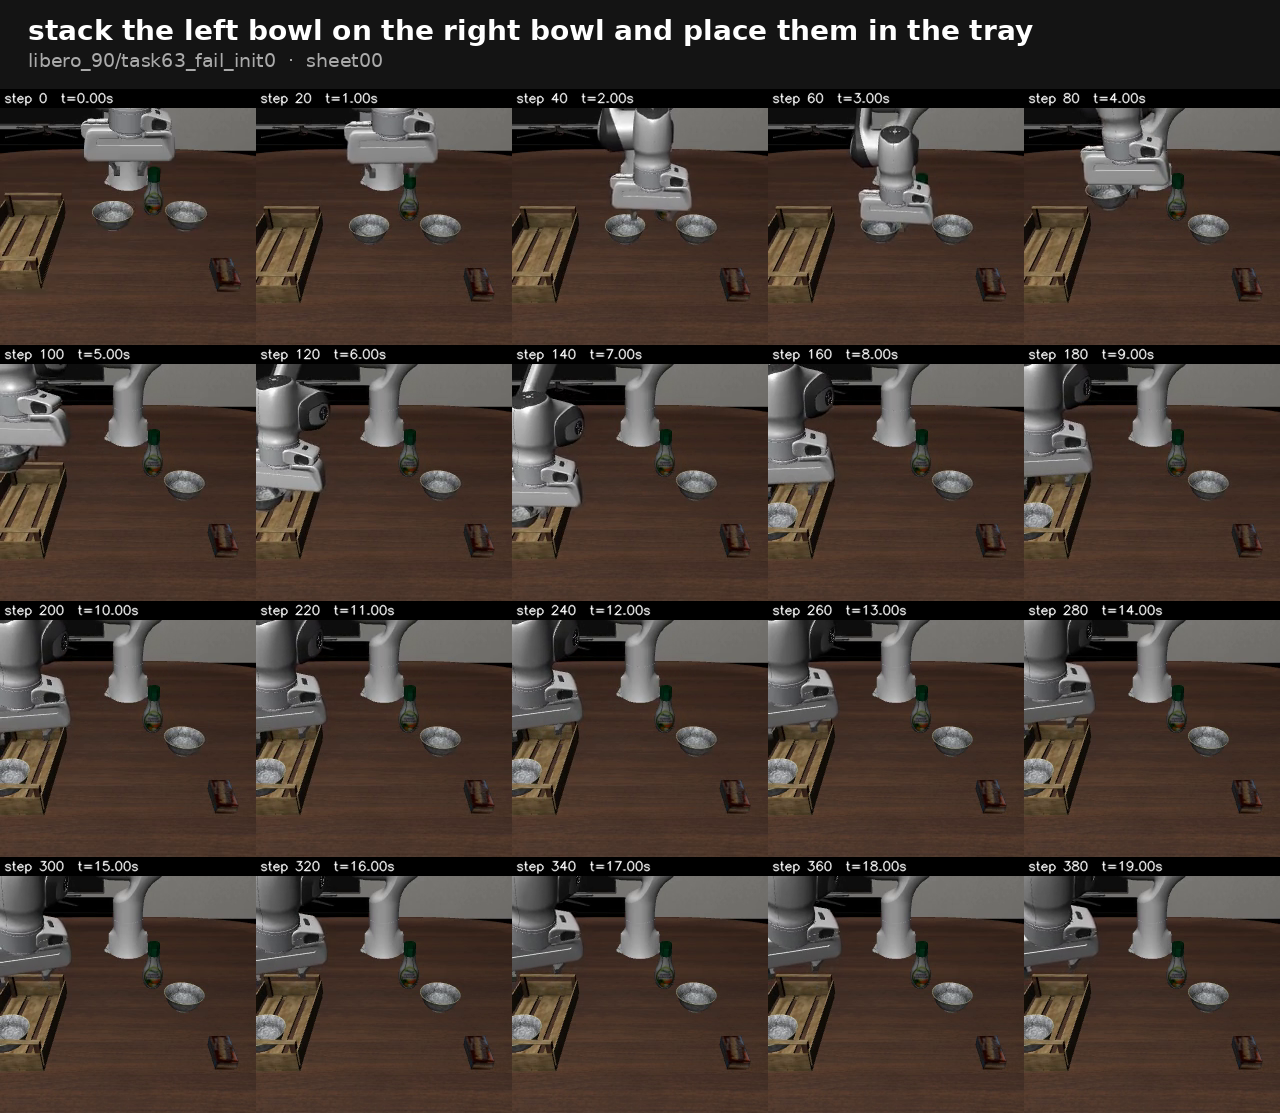 stack the left bowl on the right bowl and place them in the tray
libero_90/task63_fail_init0 · sheet00
step 0 t=0.00s
step 20 t=1.00s
step 40 t=2.00s
step 60 t=3.00s
step 80 t=4.00s
step 100 t=5.00s
step 120 t=6.00s
step 140 t=7.00s
step 160 t=8.00s
step 180 t=9.00s
step 200 t=10.00s
step 220 t=11.00s
step 240 t=12.00s
step 260 t=13.00s
step 280 t=14.00s
step 300 t=15.00s
step 320 t=16.00s
step 340 t=17.00s
step 360 t=18.00s
step 380 t=19.00s